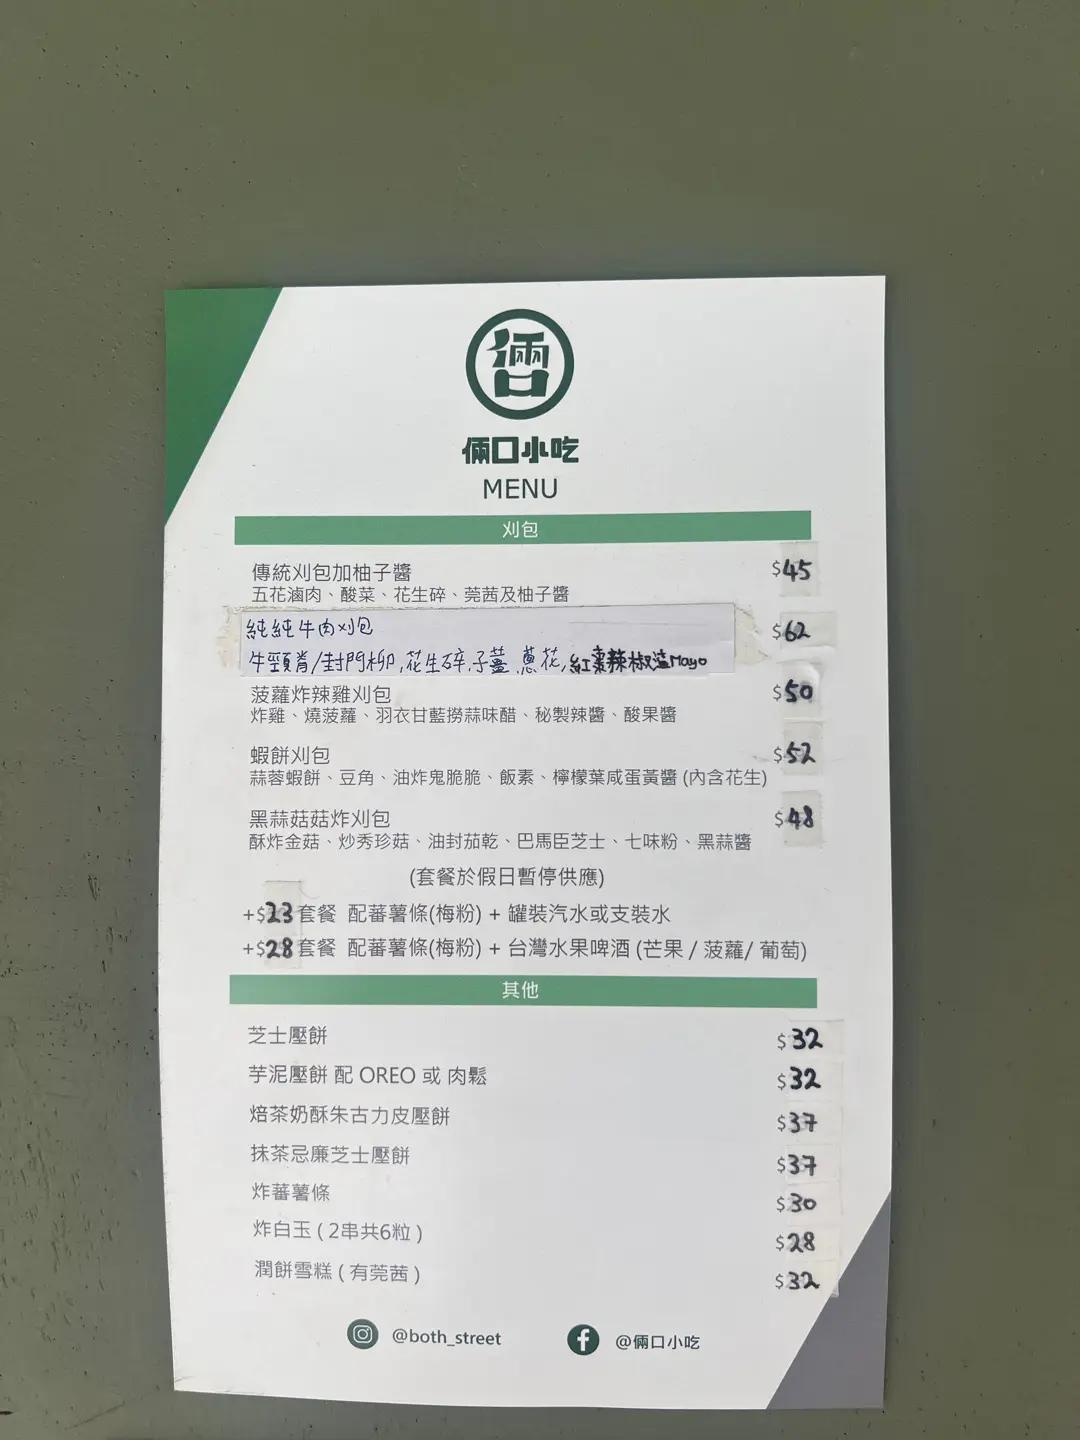 倆口
倆口小吃
MENU
刈包
傳統刈包加柚子醬 $45
五花滷肉、酸菜、花生碎、芫茜及柚子醬
純純牛肉刈包 $62
牛頸脊/封門柳,花生碎,子薑,蔥花,紅棗辣椒渣Mayo
菠蘿炸辣雞刈包 $50
炸雞、燒菠蘿、羽衣甘藍撈蒜味醋、秘製辣醬、酸果醬
蝦餅刈包 $52
蒜蓉蝦餅、豆角、油炸鬼脆脆、飯素、檸檬葉咸蛋黃醬 (內含花生)
黑蒜菇菇炸刈包 $48
酥炸金菇、炒秀珍菇、油封茄乾、巴馬臣芝士、七味粉、黑蒜醬
(套餐於假日暫停供應)
+$23套餐 配蕃薯條(梅粉) + 罐裝汽水或支裝水
+$28套餐 配蕃薯條(梅粉) + 台灣水果啤酒 (芒果 / 菠蘿/ 葡萄)
其他
芝士壓餅 $32
芋泥壓餅 配 OREO 或 肉鬆 $32
焙茶奶酥朱古力皮壓餅 $37
抹茶忌廉芝士壓餅 $37
炸蕃薯條 $30
炸白玉 ( 2串共6粒 ) $28
潤餅雪糕 ( 有芫茜 ) $32
@both_street @倆口小吃